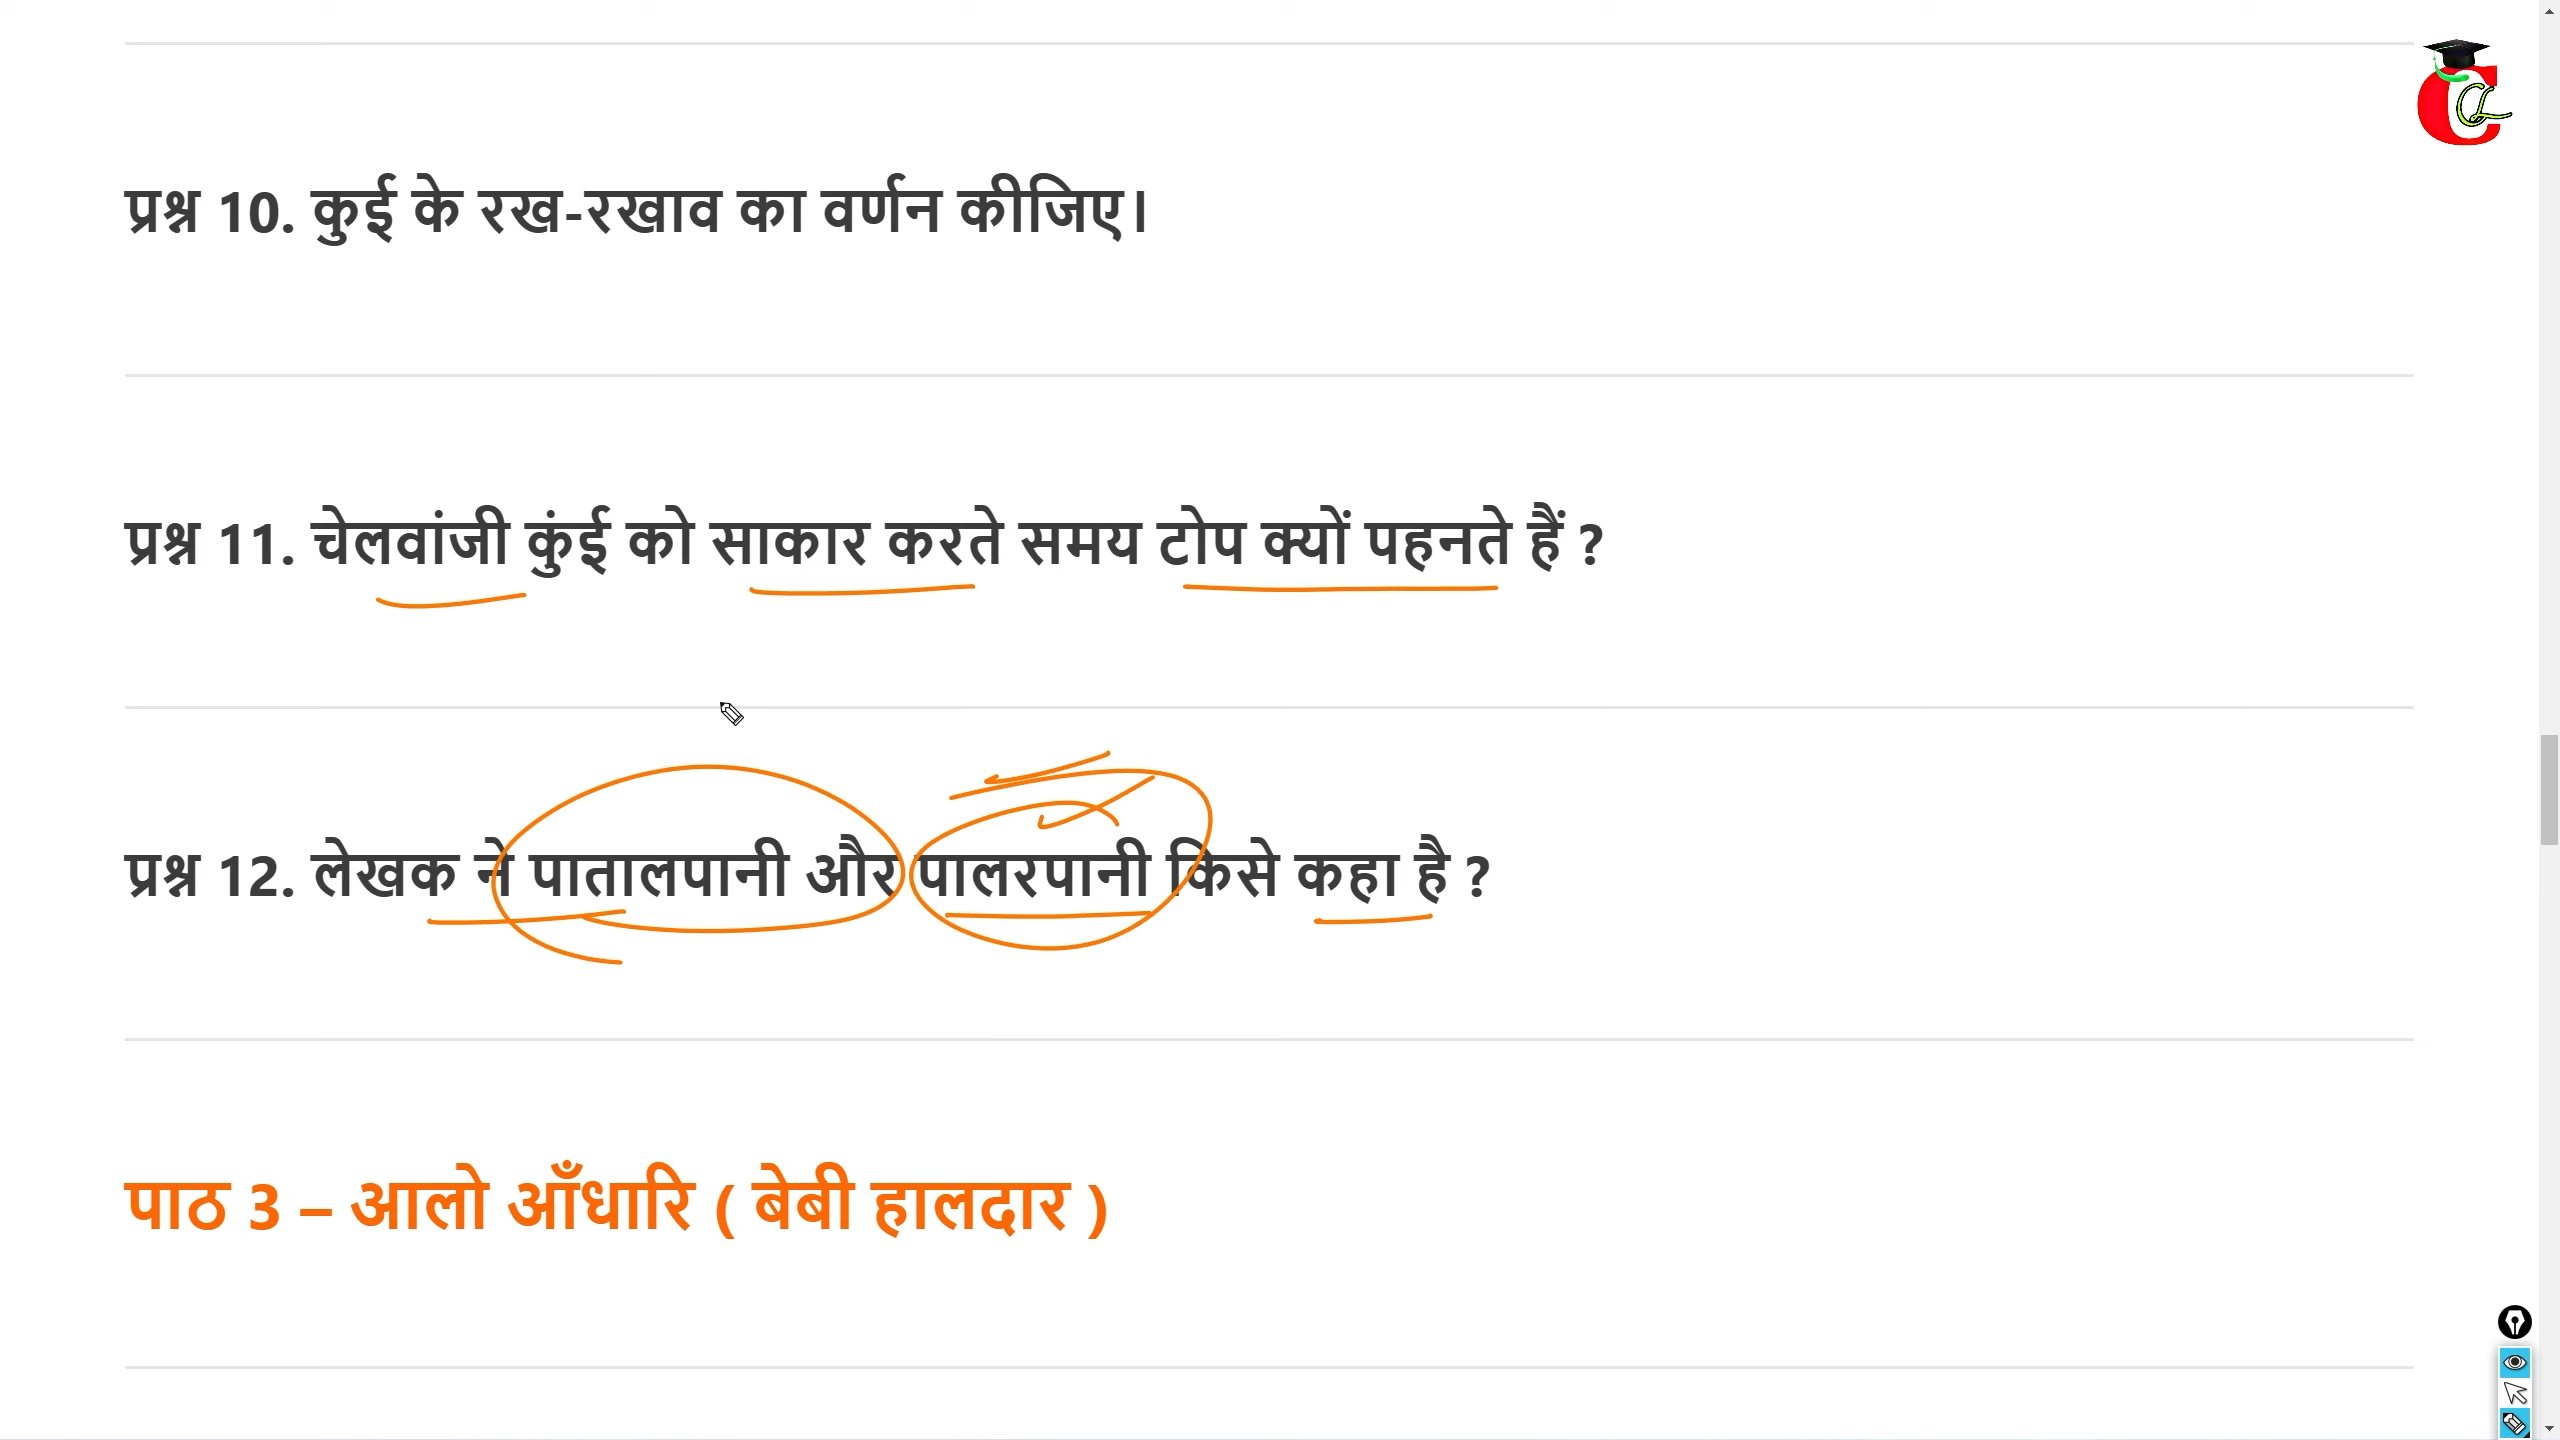 प्रश्न 10. कुई के रख-रखाव का वर्णन कीजिए।
प्रश्न 11. चेलवांजी कुंई को साकार करते समय टोप क्यों पहनते हैं ?
प्रश्न 12. लेखक ने पातालपानी और पालरपानी किसे कहा है ?
पाठ 3 – आलो आँधारि ( बेबी हालदार )